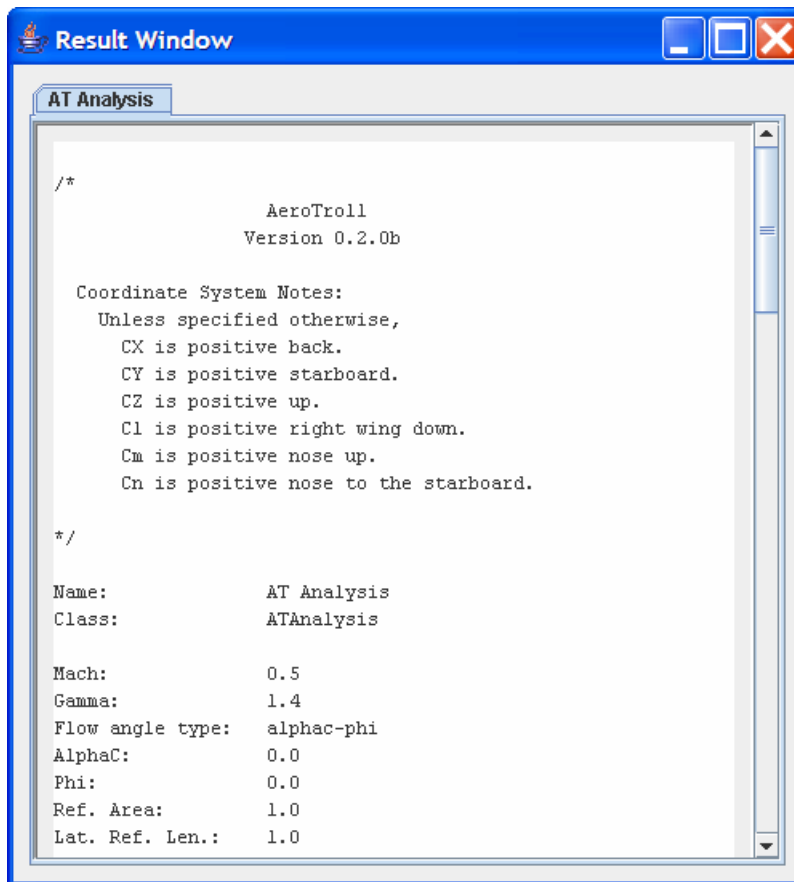 Result Window
AT Analysis
/*
AeroTroll
Version 0.2.0b
Coordinate System Notes:
Unless specified otherwise,
CX is positive back.
CY is positive starboard.
CZ is positive up.
Cl is positive right wing down.
Cm is positive nose up.
Cn is positive nose to the starboard.
*/
Name: AT Analysis
Class: ATAnalysis
Mach: 0.5
Gamma: 1.4
Flow angle type: alphac-phi
AlphaC: 0.0
Phi: 0.0
Ref. Area: 1.0
Lat. Ref. Len.: 1.0